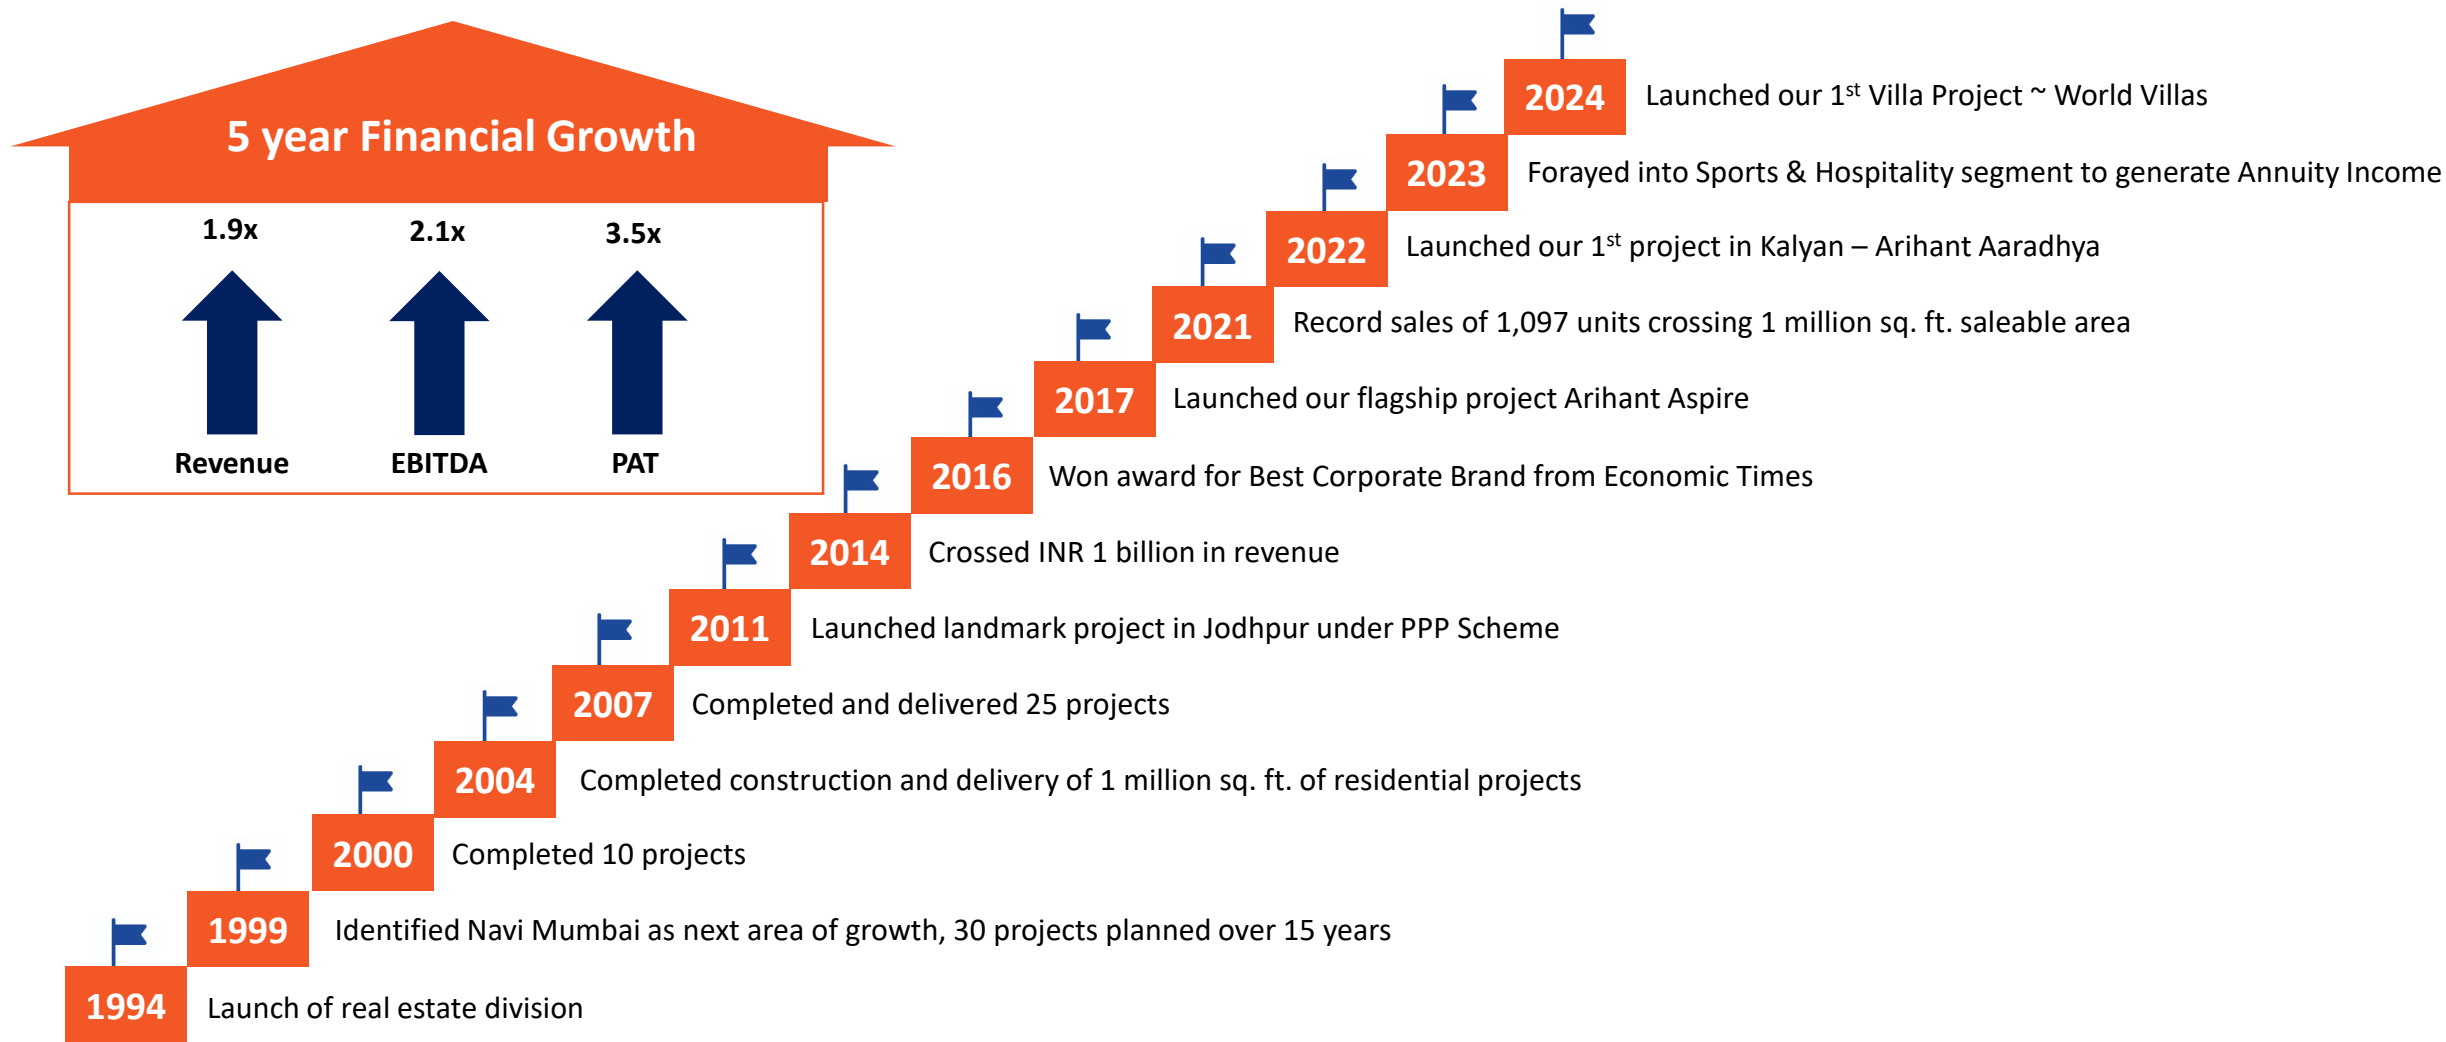 5 year Financial Growth
1.9x
2.1x
3.5x
Revenue
EBITDA
PAT
2024 Launched our 1st Villa Project ~ World Villas
2023 Forayed into Sports & Hospitality segment to generate Annuity Income
2022 Launched our 1st project in Kalyan – Arihant Aaradhya
2021 Record sales of 1,097 units crossing 1 million sq. ft. saleable area
2017 Launched our flagship project Arihant Aspire
2016 Won award for Best Corporate Brand from Economic Times
2014 Crossed INR 1 billion in revenue
2011 Launched landmark project in Jodhpur under PPP Scheme
2007 Completed and delivered 25 projects
2004 Completed construction and delivery of 1 million sq. ft. of residential projects
2000 Completed 10 projects
1999 Identified Navi Mumbai as next area of growth, 30 projects planned over 15 years
1994 Launch of real estate division